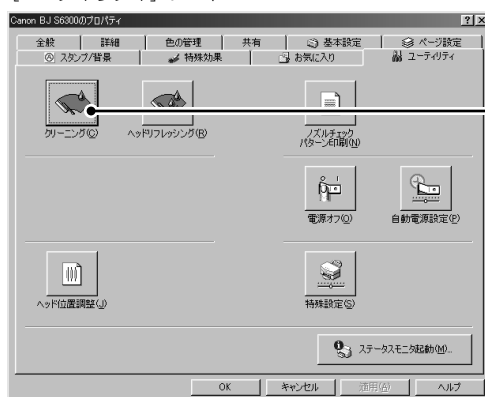 Canon BJ S6300のプロパティ
全般
詳細
色の管理
共有
基本設定
ページ設定
スタンプ/背景
特殊効果
お気に入り
ユーティリティ
クリーニング(C)
ヘッドリフレッシング(R)
ノズルチェック
パターン印刷(N)
電源オフ(O)
自動電源設定(P)
ヘッド位置調整(J)
特殊設定(S)
ステータスモニタ起動(M)...
OK
キャンセル
適用(A)
ヘルプ